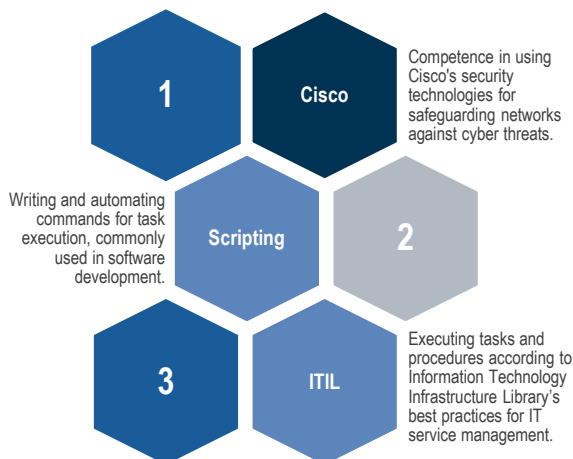 1
Cisco
Competence in using
Cisco's security
technologies for
safeguarding networks
against cyber threats.
Writing and automating
commands for task
execution, commonly
used in software
development.
Scripting
2
3
ITIL
Executing tasks and
procedures according to
Information Technology
Infrastructure Library’s
best practices for IT
service management.